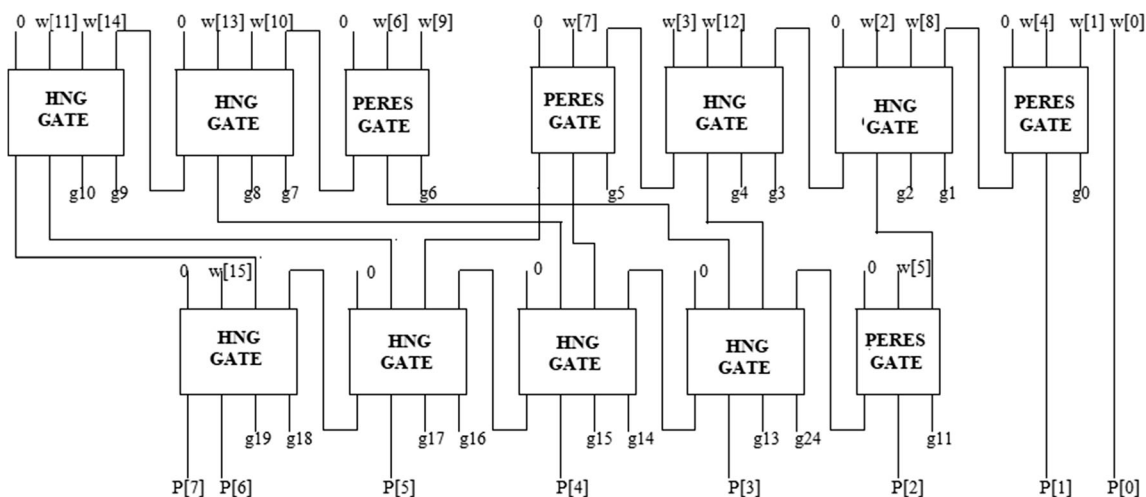 0 w[11] w[14] 0 w[13] w[10] 0 w[6] w[9] 0 w[7] w[3] w[12] 0 w[2] w[8] 0 w[4] w[1] w[0]
HNG GATE HNG GATE PERES GATE PERES GATE HNG GATE HNG GATE PERES GATE
g10 g9 g8 g7 g6 g5 g4 g3 g2 g1 g0
0 w[15] 0 0 0 0 w[5]
HNG GATE HNG GATE HNG GATE HNG GATE PERES GATE
g19 g18 g17 g16 g15 g14 g13 g24 g11
P[7] P[6] P[5] P[4] P[3] P[2] P[1] P[0]